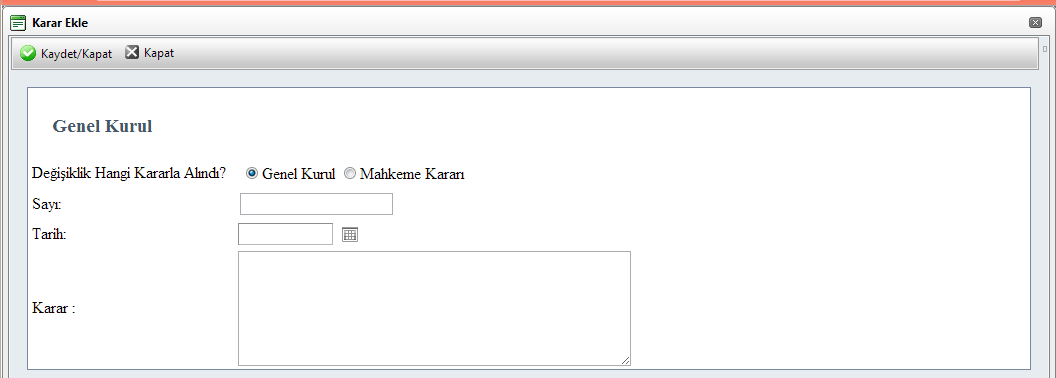 Karar Ekle
Kaydet/Kapat Kapat
Genel Kurul
Değişiklik Hangi Kararla Alındı? Genel Kurul Mahkeme Kararı
Sayı:
Tarih:
Karar :